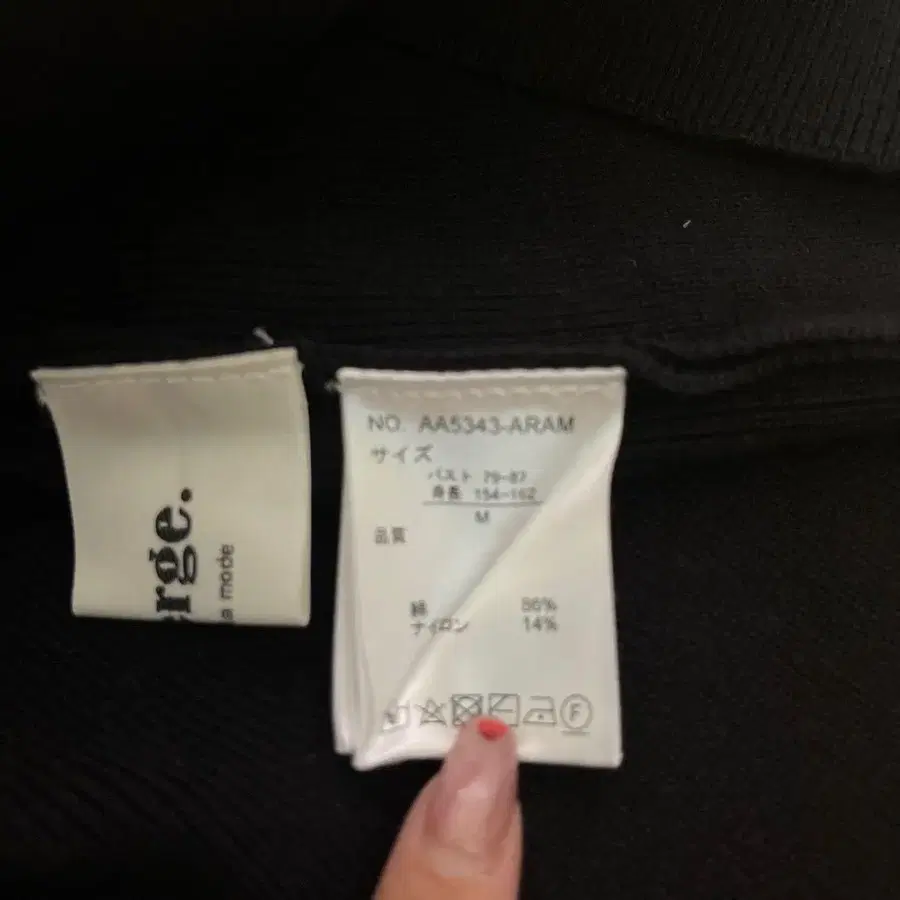 erge.
a mode
NO. AA5343-ARAM
サイズ
バスト 79-87
身長 154-162
M
品質
綿 86%
ナイロン 14%
F